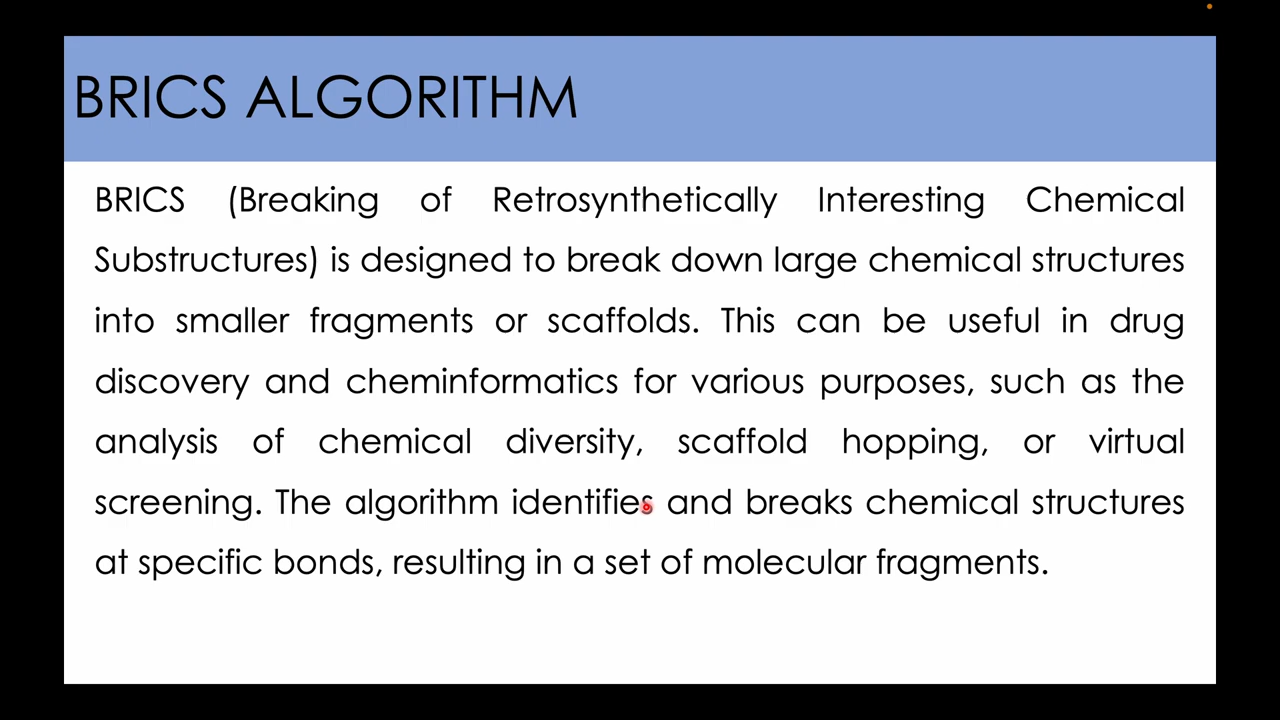 BRICS ALGORITHM
BRICS (Breaking of Retrosynthetically Interesting Chemical
Substructures) is designed to break down large chemical structures
into smaller fragments or scaffolds. This can be useful in drug
discovery and cheminformatics for various purposes, such as the
analysis of chemical diversity, scaffold hopping, or virtual
screening. The algorithm identifies and breaks chemical structures
at specific bonds, resulting in a set of molecular fragments.